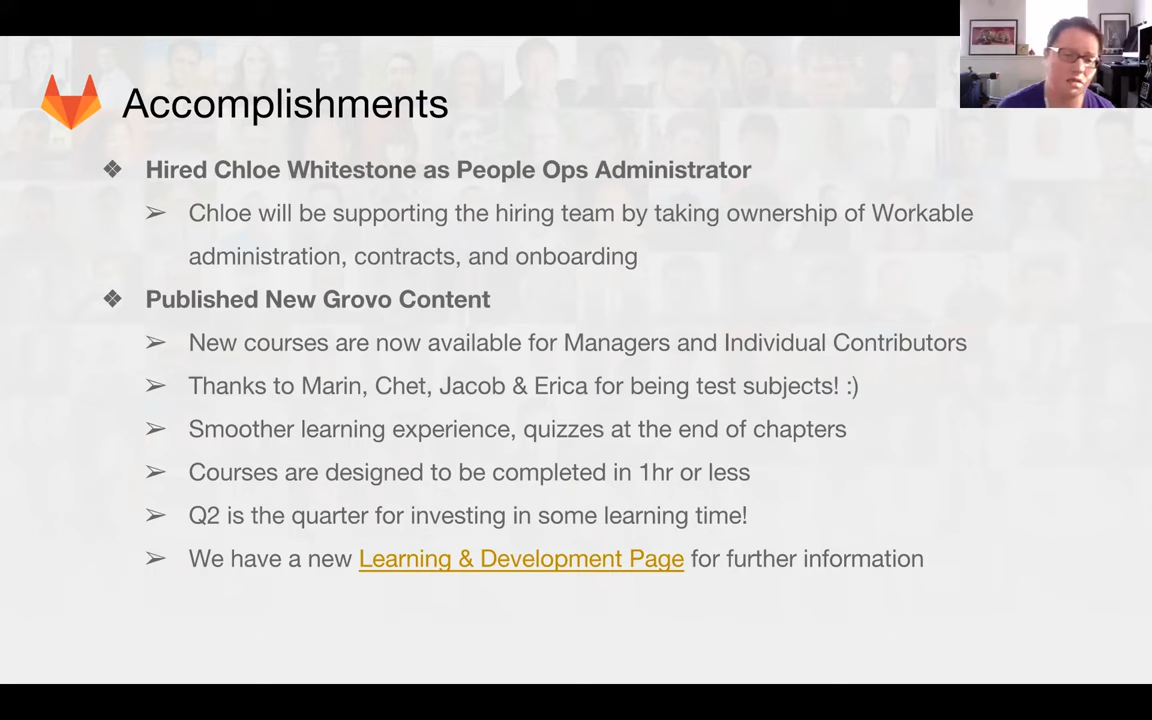 Accomplishments
❖ Hired Chloe Whitestone as People Ops Administrator
➢ Chloe will be supporting the hiring team by taking ownership of Workable
administration, contracts, and onboarding
❖ Published New Grovo Content
➢ New courses are now available for Managers and Individual Contributors
➢ Thanks to Marin, Chet, Jacob & Erica for being test subjects! :)
➢ Smoother learning experience, quizzes at the end of chapters
➢ Courses are designed to be completed in 1hr or less
➢ Q2 is the quarter for investing in some learning time!
➢ We have a new Learning & Development Page for further information